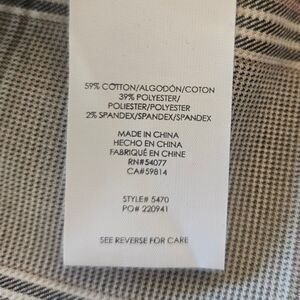 59% COTTON/ALGODÓN/COTON
39% POLYESTER/
POLIESTER/POLYESTER
2% SPANDEX/SPANDEX/SPANDEX
MADE IN CHINA
HECHO EN CHINA
FABRIQUÉ EN CHINE
RN#54077
CA#59814
STYLE# 5470
PO# 220941
SEE REVERSE FOR CARE